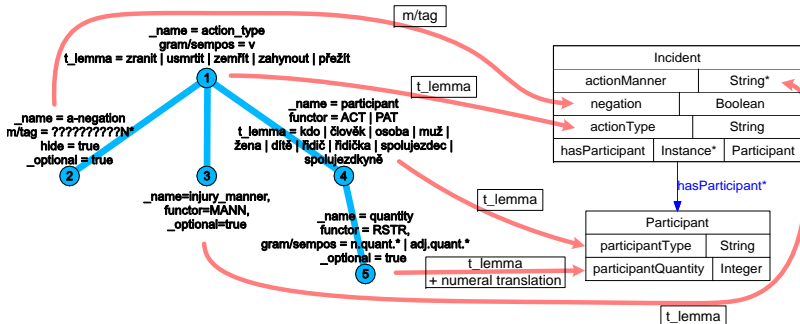 m/tag
_name = action_type
gram/sempos = v
t_lemma = zranit | usmrtit | zemřít | zahynout | přežít
1
t_lemma
_name = a-negation
m/tag = ??????????N*
hide = true
_optional = true
2
_name = participant
functor = ACT | PAT
t_lemma = kdo | člověk | osoba | muž |
žena | dítě | řidič | řidička | spolujezdec |
spolujezdkyně
3
4
_name=injury_manner,
functor=MANN,
_optional=true
_name = quantity
functor = RSTR,
gram/sempos = n.quant.* | adj.quant.*
_optional = true
5
t_lemma
t_lemma
+ numeral translation
t_lemma
Incident
actionManner String*
negation Boolean
actionType String
hasParticipant Instance* Participant
hasParticipant*
Participant
participantType String
participantQuantity Integer